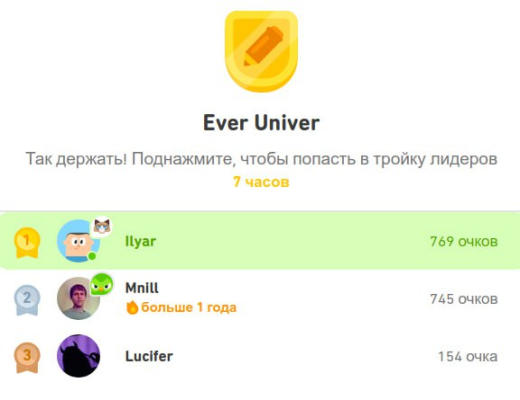 Ever Univer
Так держать! Поднажмите, чтобы попасть в тройку лидеров
7 часов
1 Ilyar 769 очков
2 Mnill 745 очков
больше 1 года
3 Lucifer 154 очка